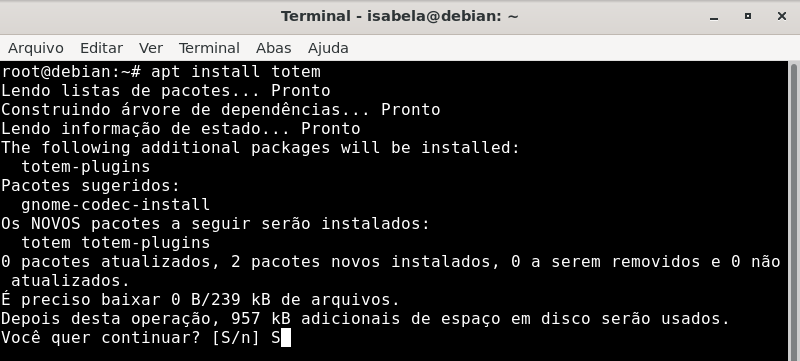 Terminal - isabela@debian: ~
Arquivo Editar Ver Terminal Abas Ajuda
root@debian:~# apt install totem
Lendo listas de pacotes... Pronto
Construindo árvore de dependências... Pronto
Lendo informação de estado... Pronto
The following additional packages will be installed:
  totem-plugins
Pacotes sugeridos:
  gnome-codec-install
Os NOVOS pacotes a seguir serão instalados:
  totem totem-plugins
0 pacotes atualizados, 2 pacotes novos instalados, 0 a serem removidos e 0 não
 atualizados.
É preciso baixar 0 B/239 kB de arquivos.
Depois desta operação, 957 kB adicionais de espaço em disco serão usados.
Você quer continuar? [S/n] S